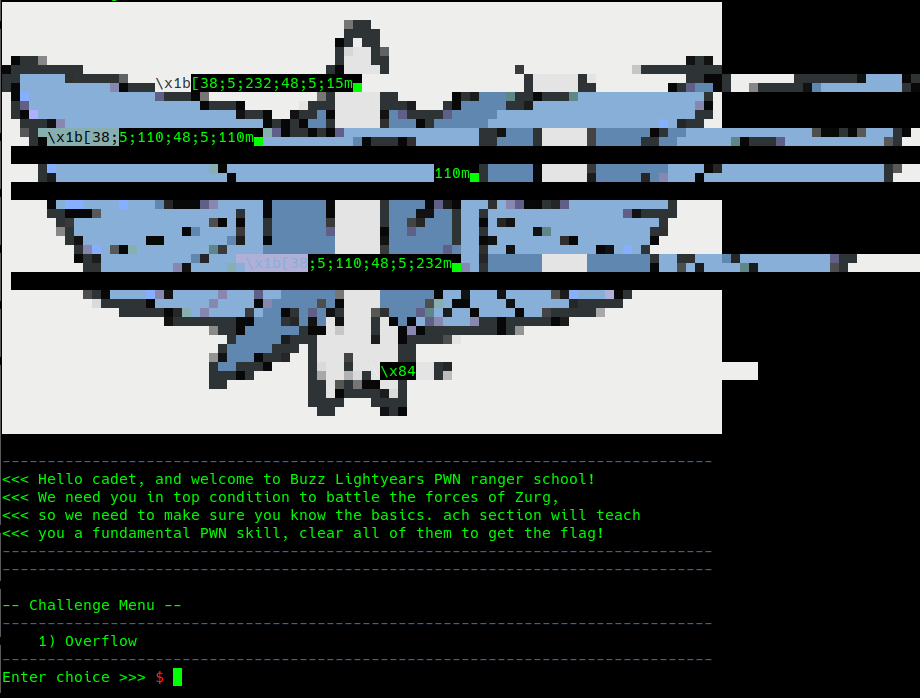 \x1b[38;5;232;48;5;15m
\x1b[38;5;110;48;5;110m
110m
\x1b[38;5;110;48;5;232m
\x84
--------------------------------------------------------------------------------
<<< Hello cadet, and welcome to Buzz Lightyears PWN ranger school!
<<< We need you in top condition to battle the forces of Zurg,
<<< so we need to make sure you know the basics. ach section will teach
<<< you a fundamental PWN skill, clear all of them to get the flag!
--------------------------------------------------------------------------------
--------------------------------------------------------------------------------
-- Challenge Menu --
--------------------------------------------------------------------------------
1) Overflow
--------------------------------------------------------------------------------
Enter choice >>> $